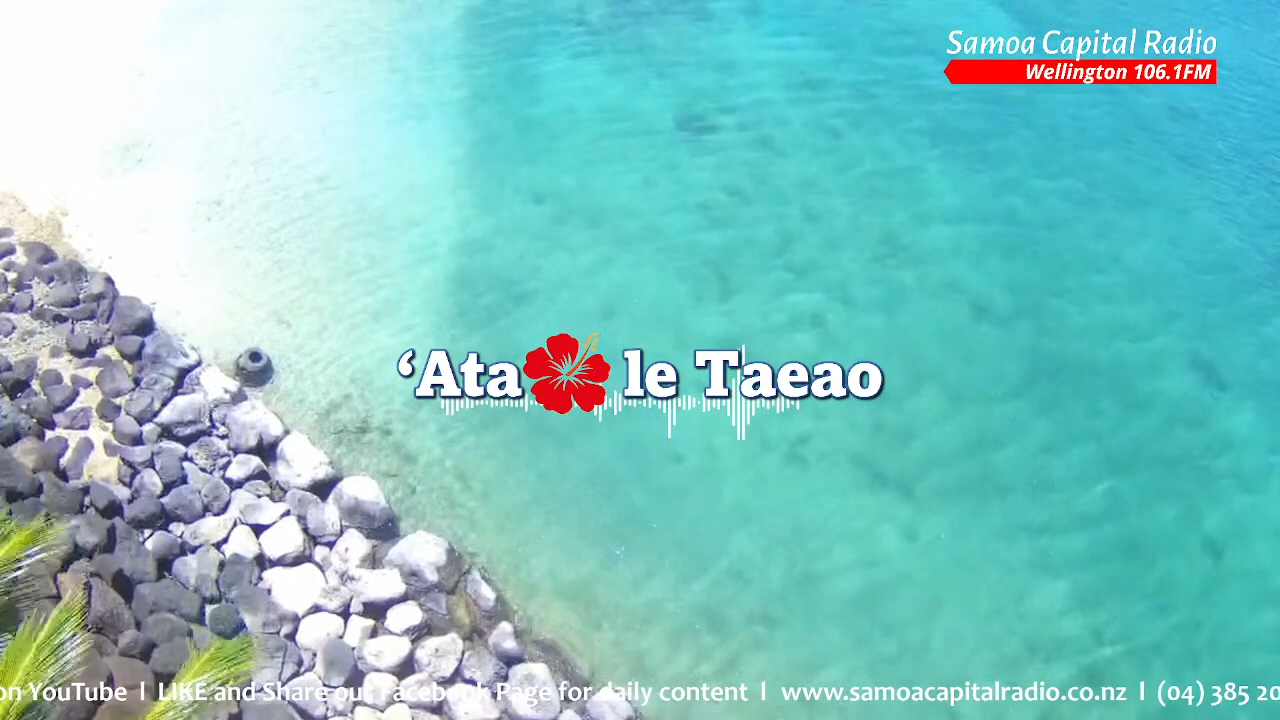 Samoa Capital Radio
Wellington 106.1FM
‘Ata le Taeao
on YouTube | LIKE and Share our Facebook Page for daily content | www.samoacapitalradio.co.nz | (04) 385 20